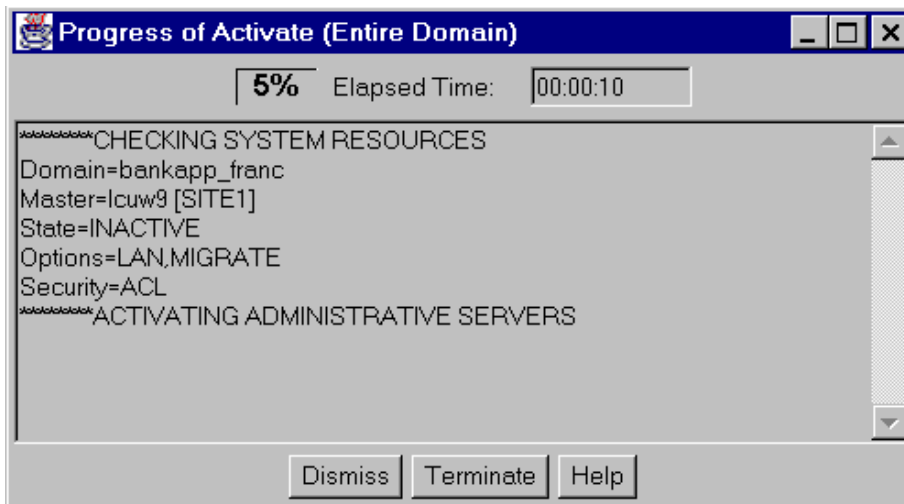 Progress of Activate (Entire Domain)
5% Elapsed Time: 00:00:10
*********CHECKING SYSTEM RESOURCES
Domain=bankapp_franc
Master=lcuw9 [SITE1]
State=INACTIVE
Options=LAN,MIGRATE
Security=ACL
*********ACTIVATING ADMINISTRATIVE SERVERS
Dismiss Terminate Help